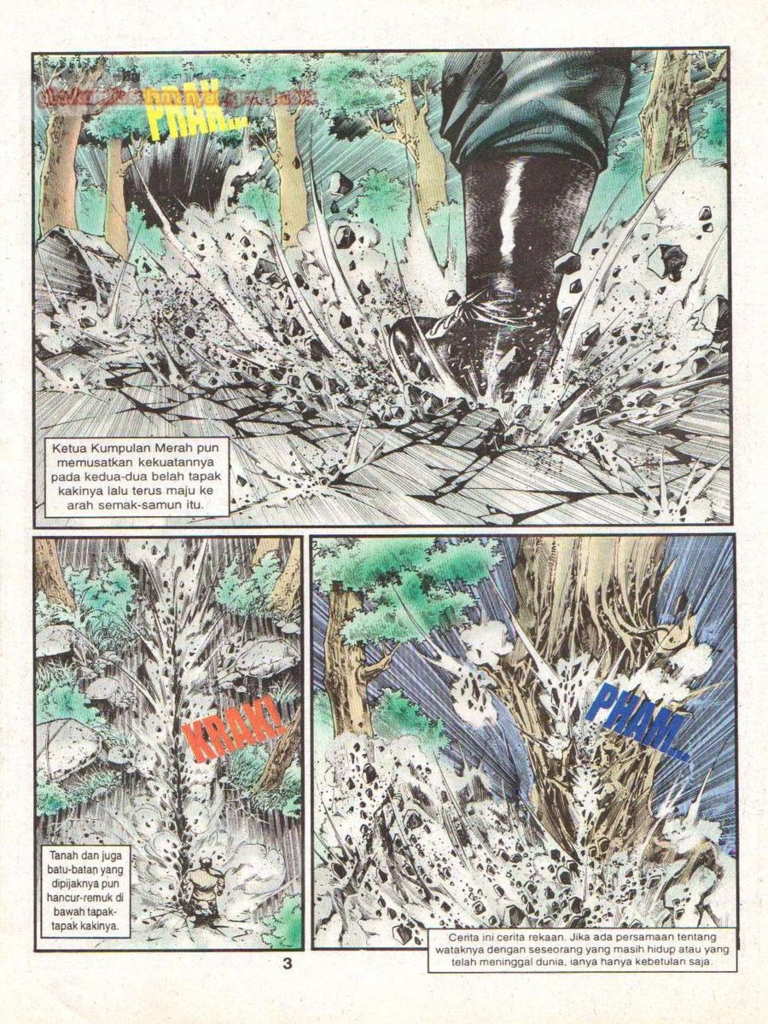 PRAK...
Ketua Kumpulan Merah pun
memusatkan kekuatannya
pada kedua-dua belah tapak
kakinya lalu terus maju ke
arah semak-samun itu.
KRAK!
PHAM...
Tanah dan juga
batu-batan yang
dipijaknya pun
hancur-remuk di
bawah tapak-
tapak kakinya.
Cerita ini cerita rekaan. Jika ada persamaan tentang
wataknya dengan seseorang yang masih hidup atau yang
telah meninggal dunia, ianya hanya kebetulan saja.
3